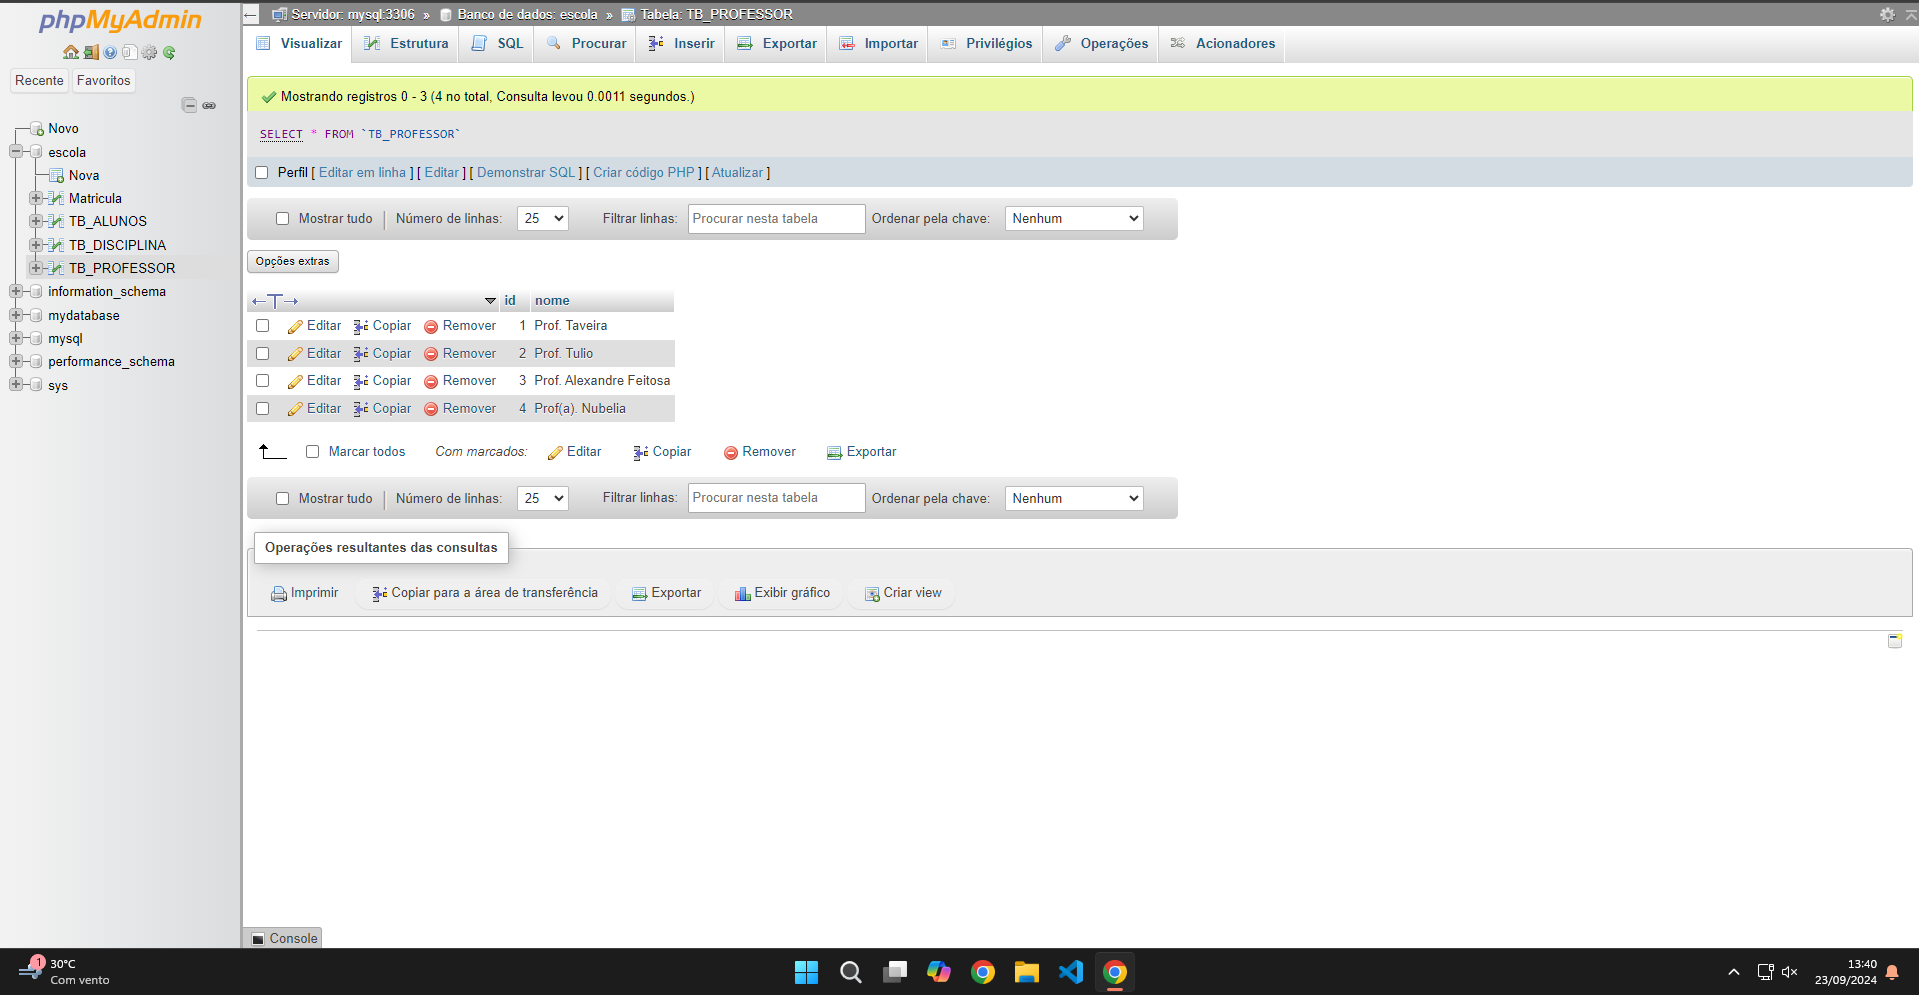 phpMyAdmin
Recente Favoritos
Novo
escola
Nova
Matricula
TB_ALUNOS
TB_DISCIPLINA
TB_PROFESSOR
information_schema
mydatabase
mysql
performance_schema
sys
Servidor: mysql:3306 » Banco de dados: escola » Tabela: TB_PROFESSOR
Visualizar Estrutura SQL Procurar Inserir Exportar Importar Privilégios Operações Acionadores
Mostrando registros 0 - 3 (4 no total, Consulta levou 0.0011 segundos.)
SELECT * FROM `TB_PROFESSOR`
Perfil [ Editar em linha ] [ Editar ] [ Demonstrar SQL ] [ Criar código PHP ] [ Atualizar ]
Mostrar tudo | Número de linhas: 25 Filtrar linhas: Procurar nesta tabela Ordenar pela chave: Nenhum
Opções extras
←T→ id nome
Editar Copiar Remover 1 Prof. Taveira
Editar Copiar Remover 2 Prof. Tulio
Editar Copiar Remover 3 Prof. Alexandre Feitosa
Editar Copiar Remover 4 Prof(a). Nubelia
Marcar todos Com marcados: Editar Copiar Remover Exportar
Mostrar tudo | Número de linhas: 25 Filtrar linhas: Procurar nesta tabela Ordenar pela chave: Nenhum
Operações resultantes das consultas
Imprimir Copiar para a área de transferência Exportar Exibir gráfico Criar view
Console
1
30°C
Com vento
13:40
23/09/2024